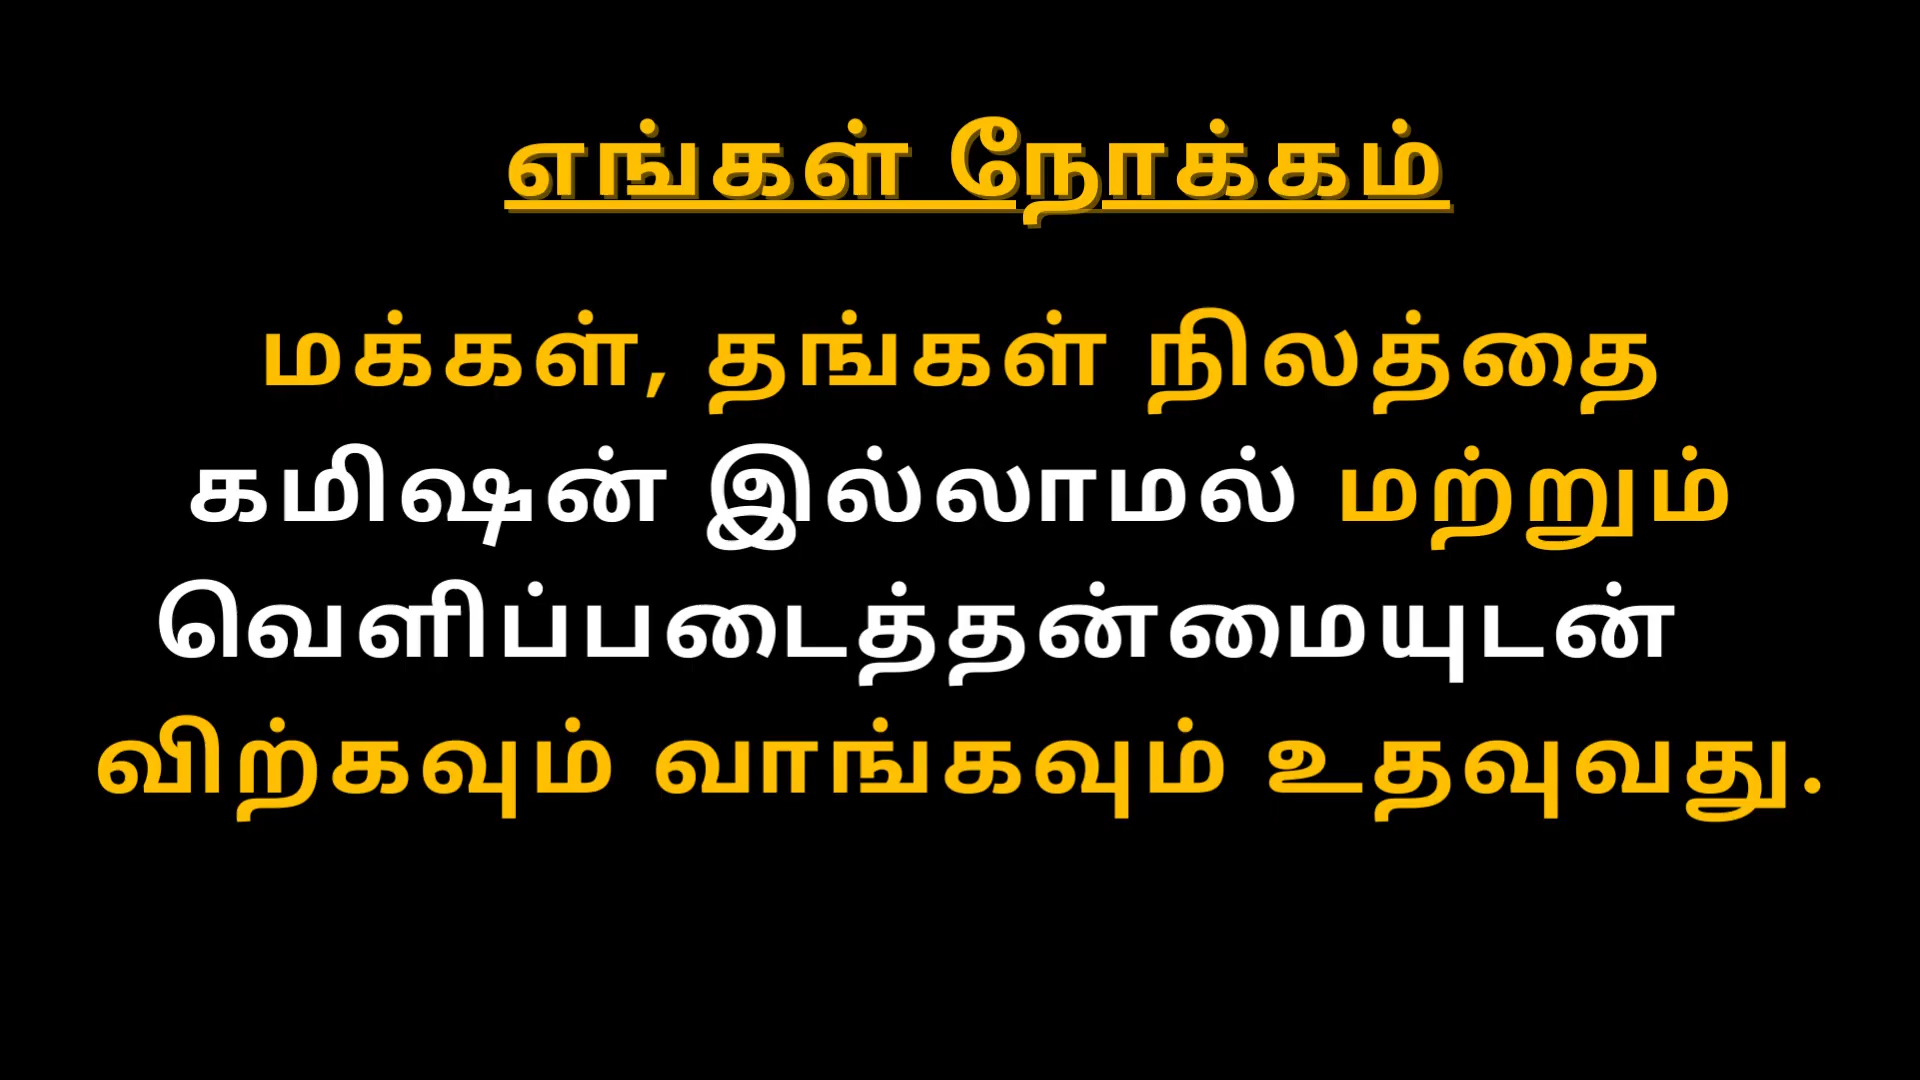 எங்கள் நோக்கம்
மக்கள், தங்கள் நிலத்தை
கமிஷன் இல்லாமல் மற்றும்
வெளிப்படைத்தன்மையுடன்
விற்கவும் வாங்கவும் உதவுவது.